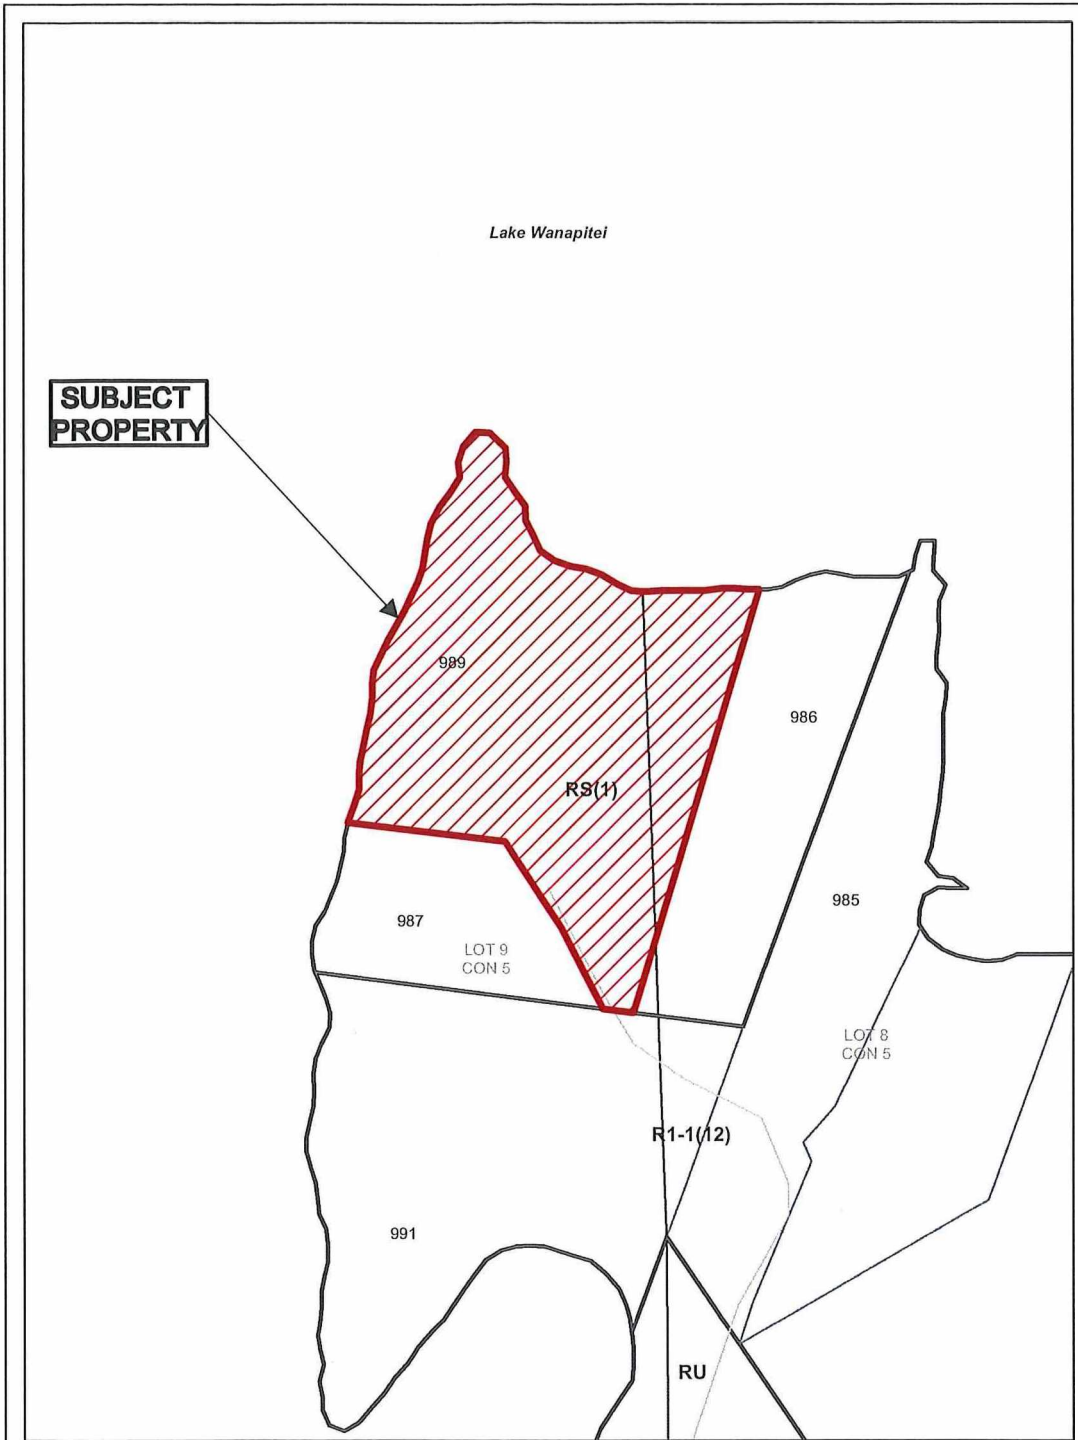 Lake Wanapitei
SUBJECT
PROPERTY
989
986
RS(1)
985
987
LOT 9
CON 5
LOT 8
CON 5
R1-1(12)
991
RU